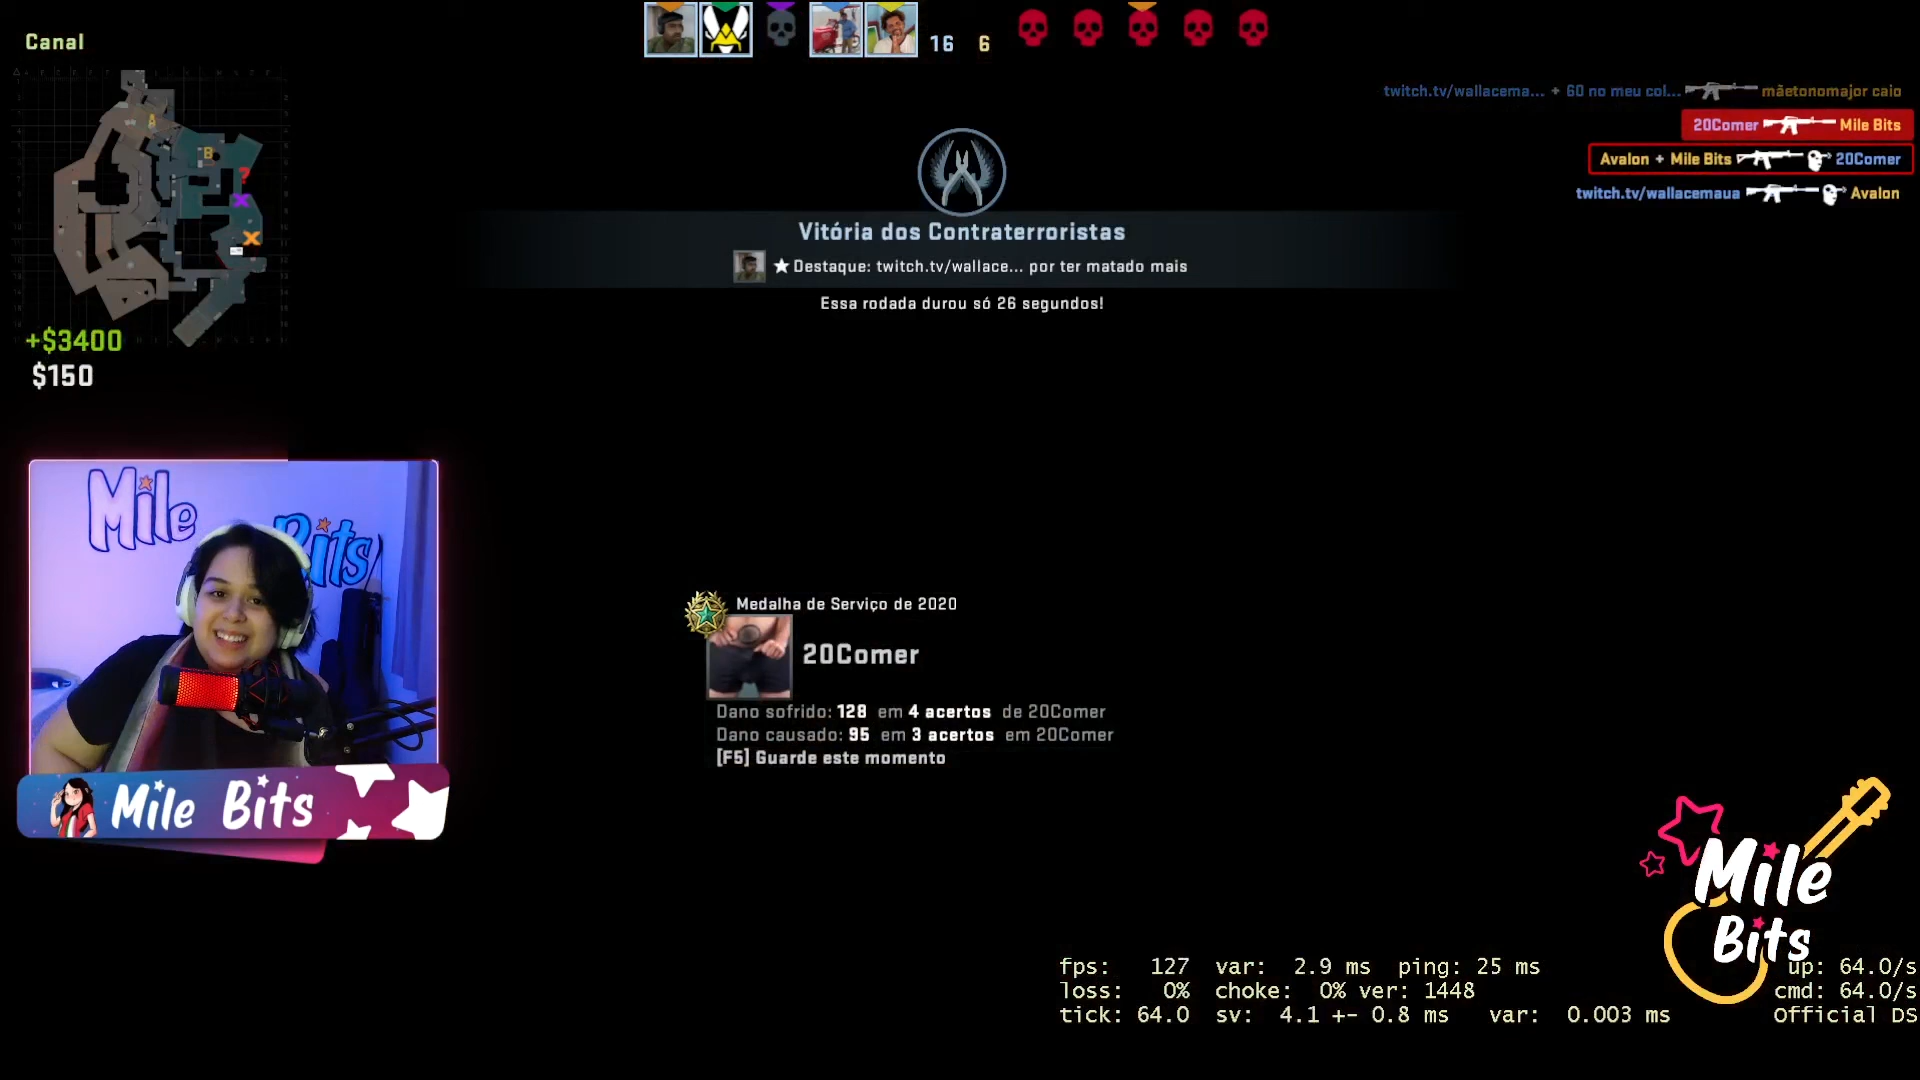 Canal
16 6
twitch.tv/wallacema... + 60 no meu col... mãetonomajor caio
20Comer Mile Bits
Avalon + Mile Bits 20Comer
twitch.tv/wallacemaua Avalon
B
?
Vitória dos Contraterroristas
★ Destaque: twitch.tv/wallace... por ter matado mais
Essa rodada durou só 26 segundos!
+$3400
$150
Mile
Bits
Medalha de Serviço de 2020
20Comer
Dano sofrido: 128 em 4 acertos de 20Comer
Dano causado: 95 em 3 acertos em 20Comer
[F5] Guarde este momento
Mile Bits
Mile
Bits
fps: 127 var: 2.9 ms ping: 25 ms up: 64.0/s
loss: 0% choke: 0% ver: 1448 cmd: 64.0/s
tick: 64.0 sv: 4.1 +- 0.8 ms var: 0.003 ms Official DS